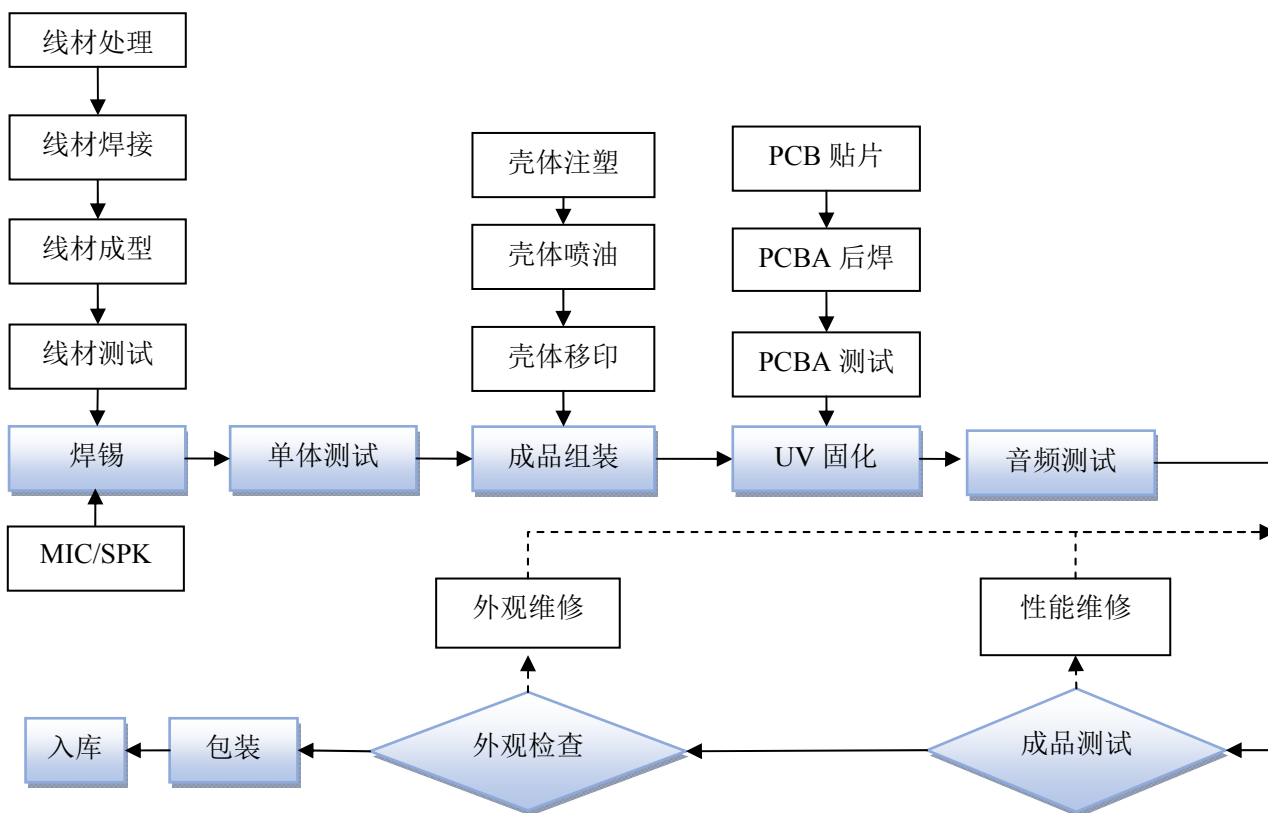 线材处理
线材焊接
线材成型
线材测试
壳体注塑
壳体喷油
壳体移印
PCB 贴片
PCBA 后焊
PCBA 测试
焊锡
单体测试
成品组装
UV 固化
音频测试
MIC/SPK
外观维修
性能维修
入库
包装
外观检查
成品测试